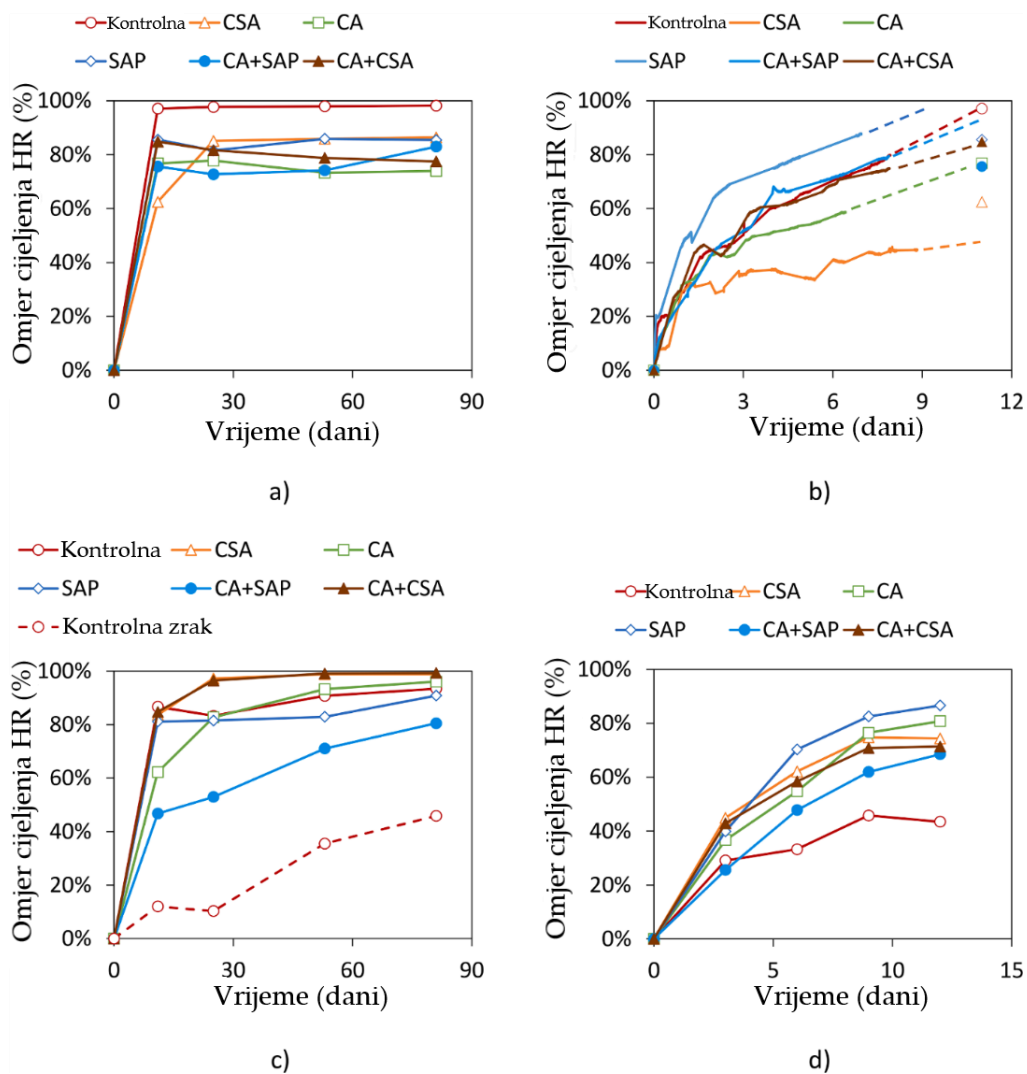 Kontrolna CSA CA
SAP CA+SAP CA+CSA
Omjer cijeljenja HR (%)
100%
80%
60%
40%
20%
0%
0 30 60 90
Vrijeme (dani)
a)
Kontrolna CSA CA
SAP CA+SAP CA+CSA
Omjer cijeljenja HR (%)
100%
80%
60%
40%
20%
0%
0 3 6 9 12
Vrijeme (dani)
b)
Kontrolna CSA CA
SAP CA+SAP CA+CSA
Kontrolna zrak
Omjer cijeljenja HR (%)
100%
80%
60%
40%
20%
0%
0 30 60 90
Vrijeme (dani)
c)
Kontrolna CSA CA
SAP CA+SAP CA+CSA
Omjer cijeljenja HR (%)
100%
80%
60%
40%
20%
0%
0 5 10 15
Vrijeme (dani)
d)